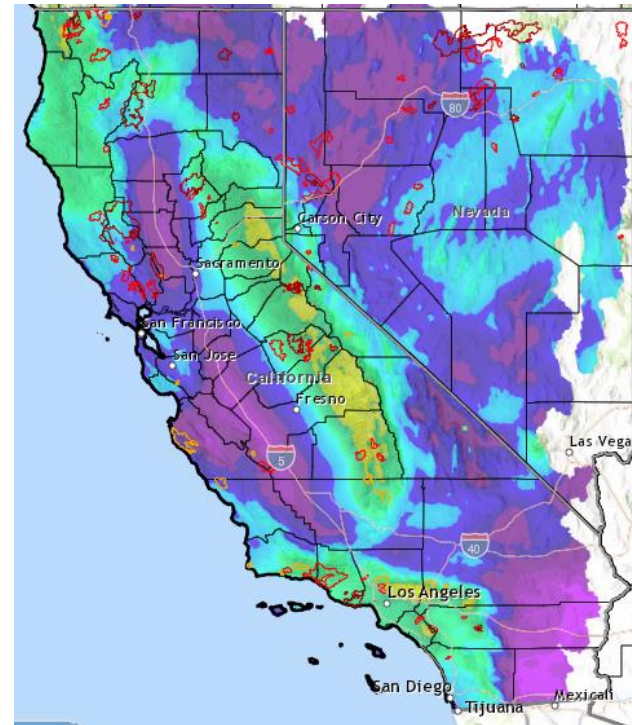 80
Carson City
Nevada
Sacramento
San Francisco
San Jose
California
Fresno
5
Las Vega
40
Los Angeles
San Diego
Tijuana
Mexicali